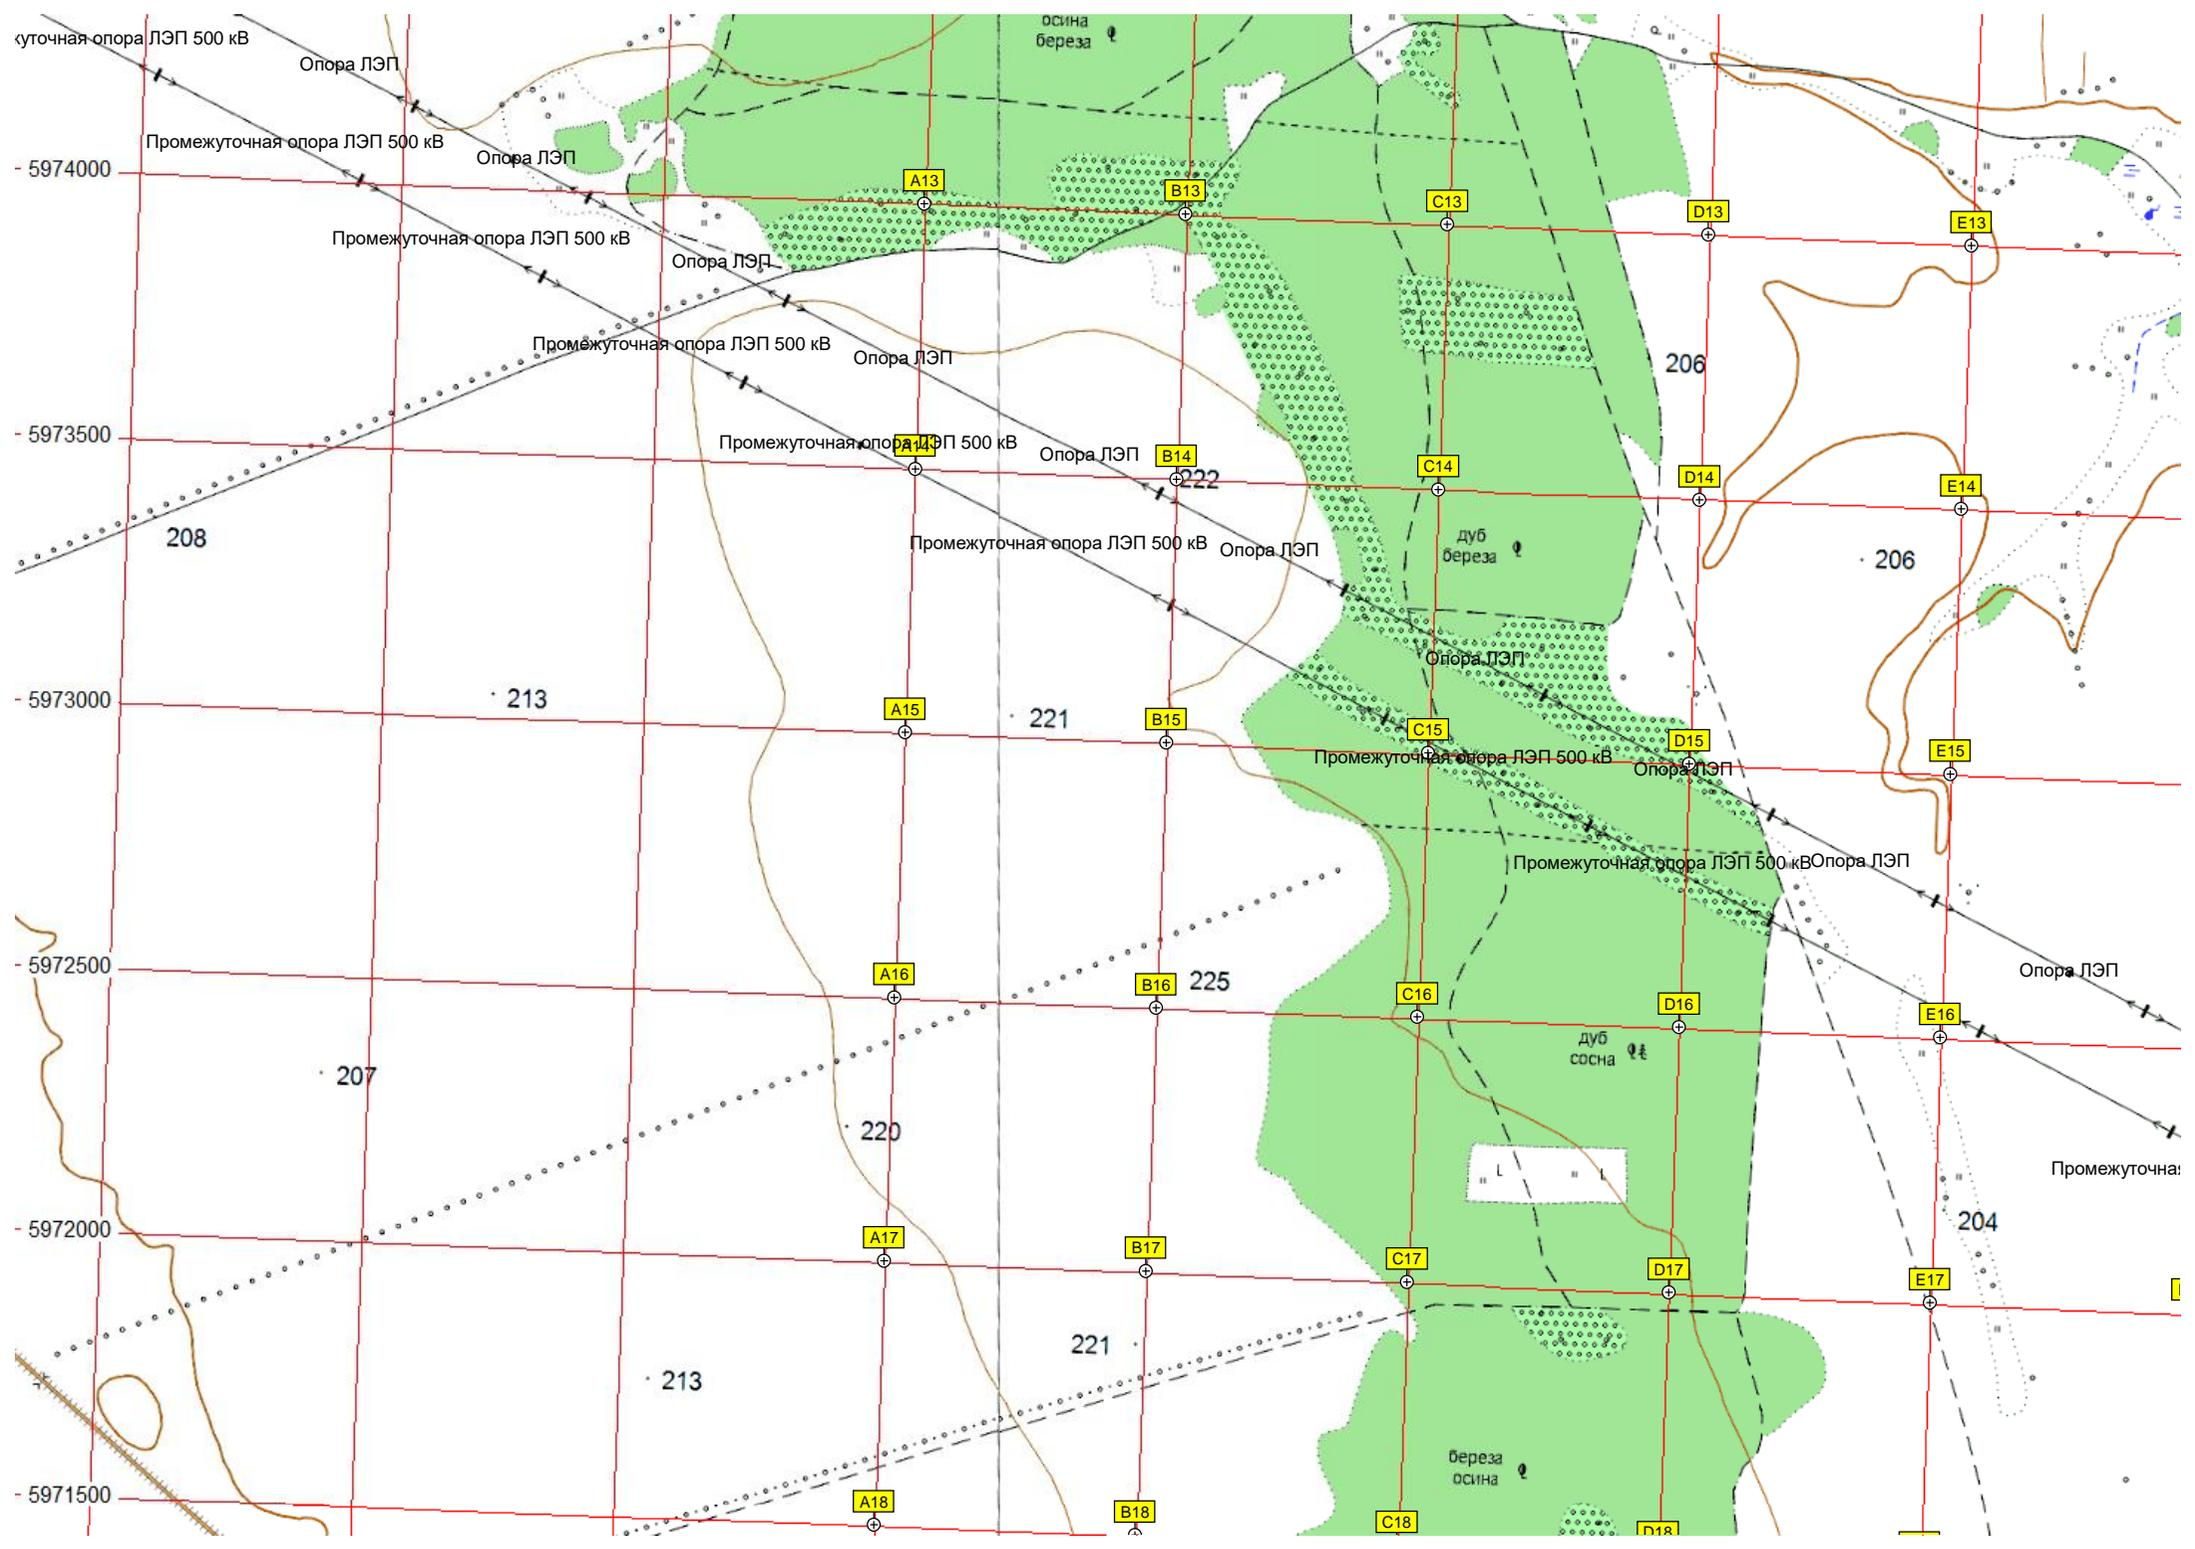 осина
береза
жуточная опора ЛЭП 500 кВ
Опора ЛЭП
Промежуточная опора ЛЭП 500 кВ
Опора ЛЭП
5974000
A13
B13
C13
D13
E13
Промежуточная опора ЛЭП 500 кВ
Опора ЛЭП
Промежуточная опора ЛЭП 500 кВ
Опора ЛЭП
206
5973500
Промежуточная опора ЛЭП 500 кВ
A14
Опора ЛЭП
B14
222
C14
D14
E14
208
Промежуточная опора ЛЭП 500 кВ
Опора ЛЭП
дуб
береза
206
Опора ЛЭП
5973000
213
A15
221
B15
C15
D15
E15
Промежуточная опора ЛЭП 500 кВ
Опора ЛЭП
Промежуточная опора ЛЭП 500 кВ
Опора ЛЭП
5972500
A16
B16
225
C16
D16
E16
Опора ЛЭП
дуб
сосна
207
220
Промежуточная
204
5972000
A17
B17
C17
D17
E17
221
213
береза
осина
5971500
A18
B18
C18
D18